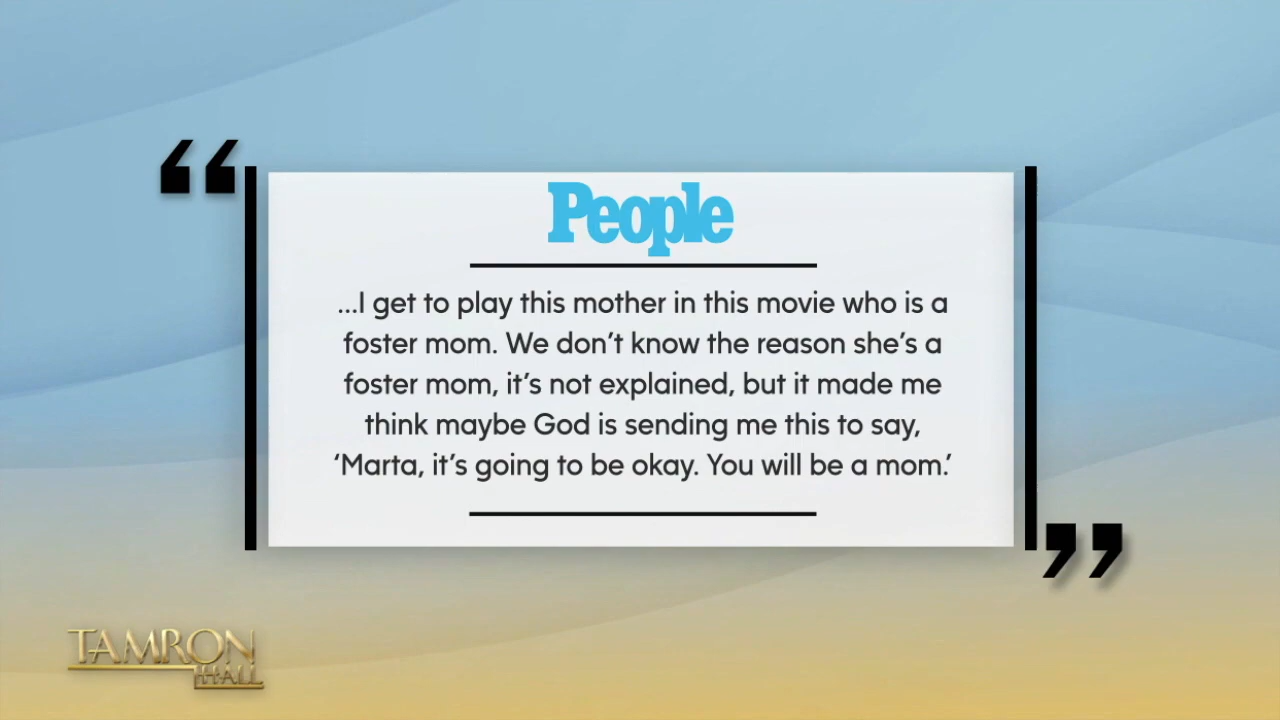 “
People
...I get to play this mother in this movie who is a
foster mom. We don’t know the reason she’s a
foster mom, it’s not explained, but it made me
think maybe God is sending me this to say,
‘Marta, it’s going to be okay. You will be a mom.’
”
TAMRON
HALL